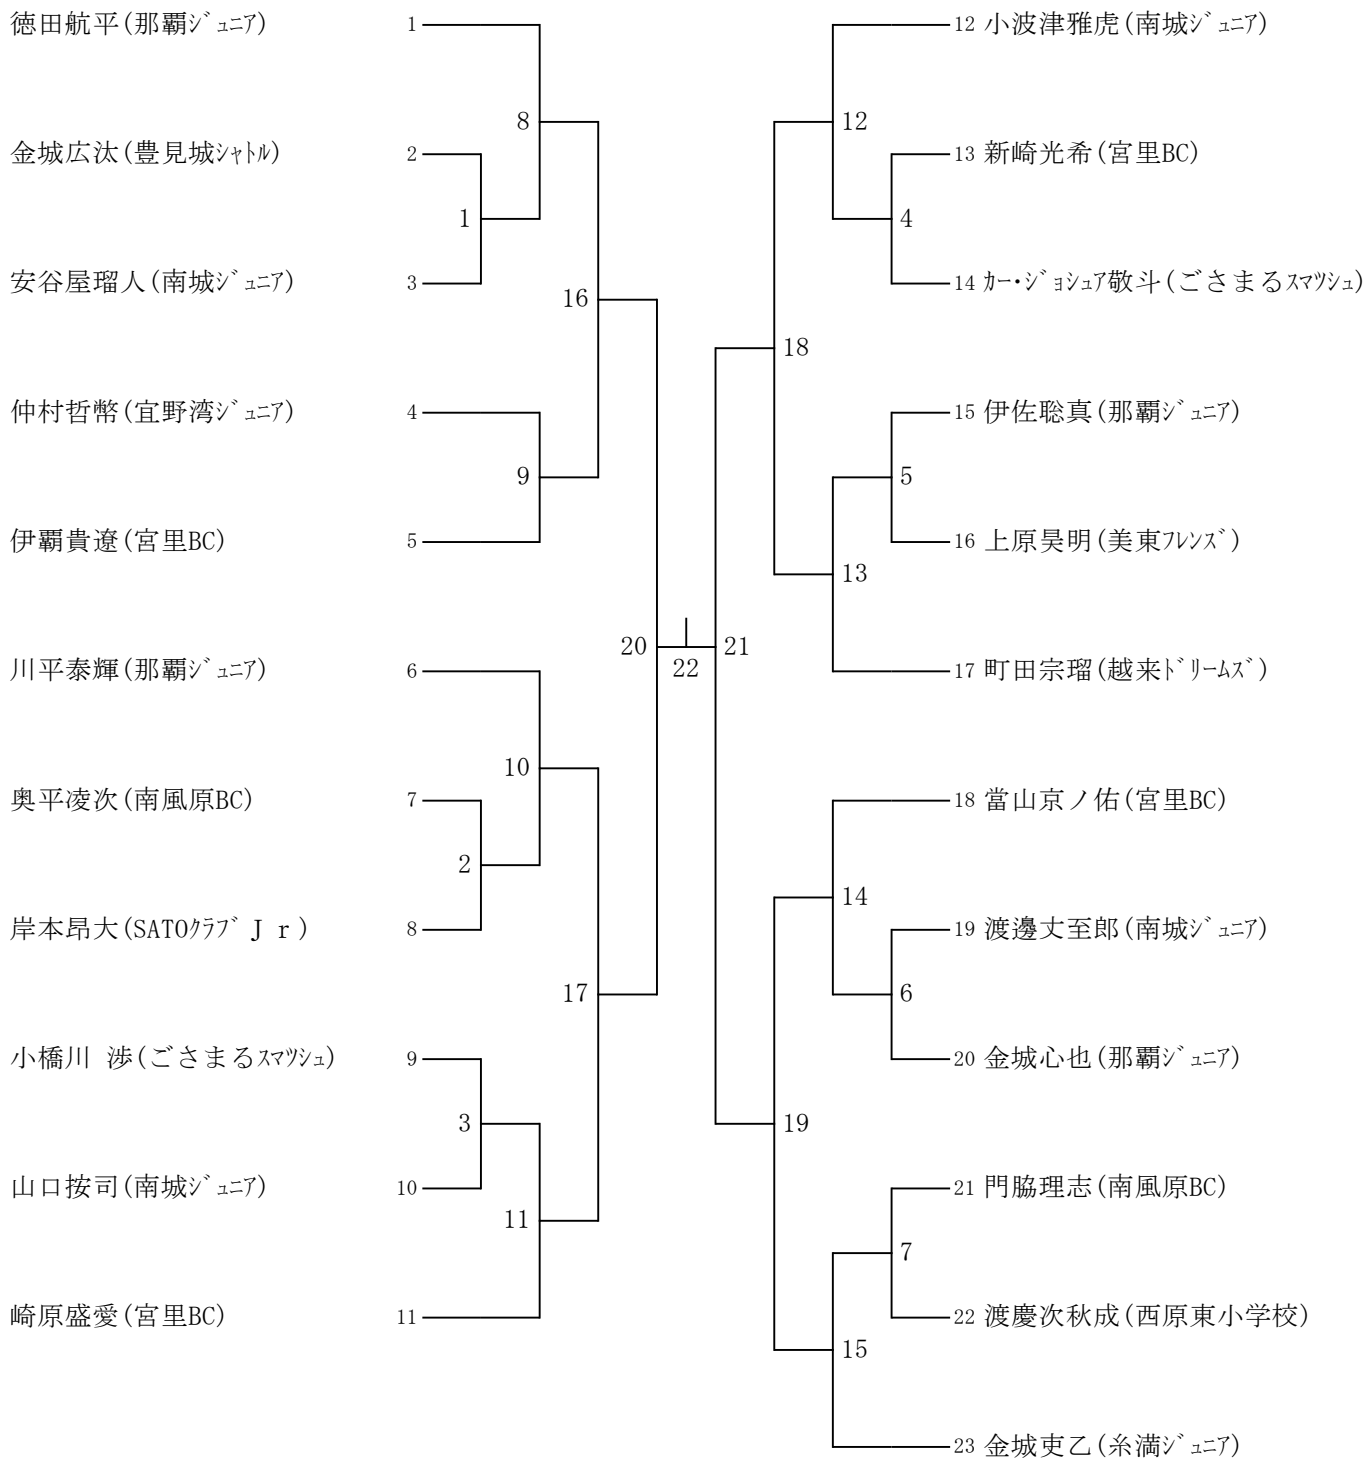 徳田航平(那覇ｼﾞｭﾆｱ) 1
金城広汰(豊見城ｼｬﾄﾙ) 2
安谷屋瑠人(南城ｼﾞｭﾆｱ) 3
仲村哲幣(宜野湾ｼﾞｭﾆｱ) 4
伊覇貴遼(宮里BC) 5
川平泰輝(那覇ｼﾞｭﾆｱ) 6
奥平凌次(南風原BC) 7
岸本昂大(SATOｸﾗﾌﾞＪｒ) 8
小橋川 渉(ごさまるｽﾏﾂｼｭ) 9
山口按司(南城ｼﾞｭﾆｱ) 10
崎原盛愛(宮里BC) 11
8
1
16
9
10
2
17
3
11
20
22
21
12
4
18
5
13
14
6
19
7
15
12 小波津雅虎(南城ｼﾞｭﾆｱ)
13 新崎光希(宮里BC)
14 ｶｰ・ｼﾞｮｼｭｱ敬斗(ごさまるｽﾏﾂｼｭ)
15 伊佐聡真(那覇ｼﾞｭﾆｱ)
16 上原昊明(美東ﾌﾚﾝｽﾞ)
17 町田宗瑠(越来ﾄﾞﾘｰﾑｽﾞ)
18 當山京ノ佑(宮里BC)
19 渡邊丈至郎(南城ｼﾞｭﾆｱ)
20 金城心也(那覇ｼﾞｭﾆｱ)
21 門脇理志(南風原BC)
22 渡慶次秋成(西原東小学校)
23 金城吏乙(糸満ｼﾞｭﾆｱ)